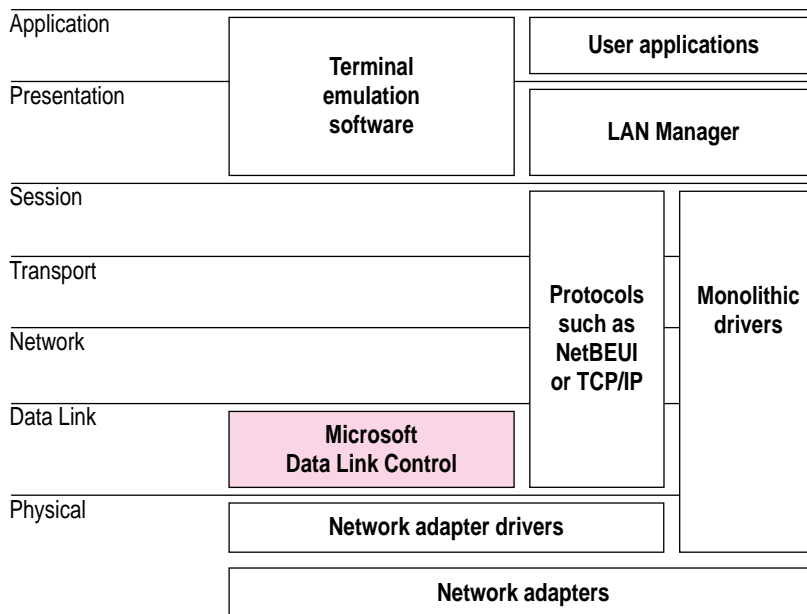 Application
Terminal
emulation
software
User applications
Presentation
LAN Manager
Session
Transport
Protocols
such as
NetBEUI
or TCP/IP
Monolithic
drivers
Network
Data Link
Microsoft
Data Link Control
Physical
Network adapter drivers
Network adapters